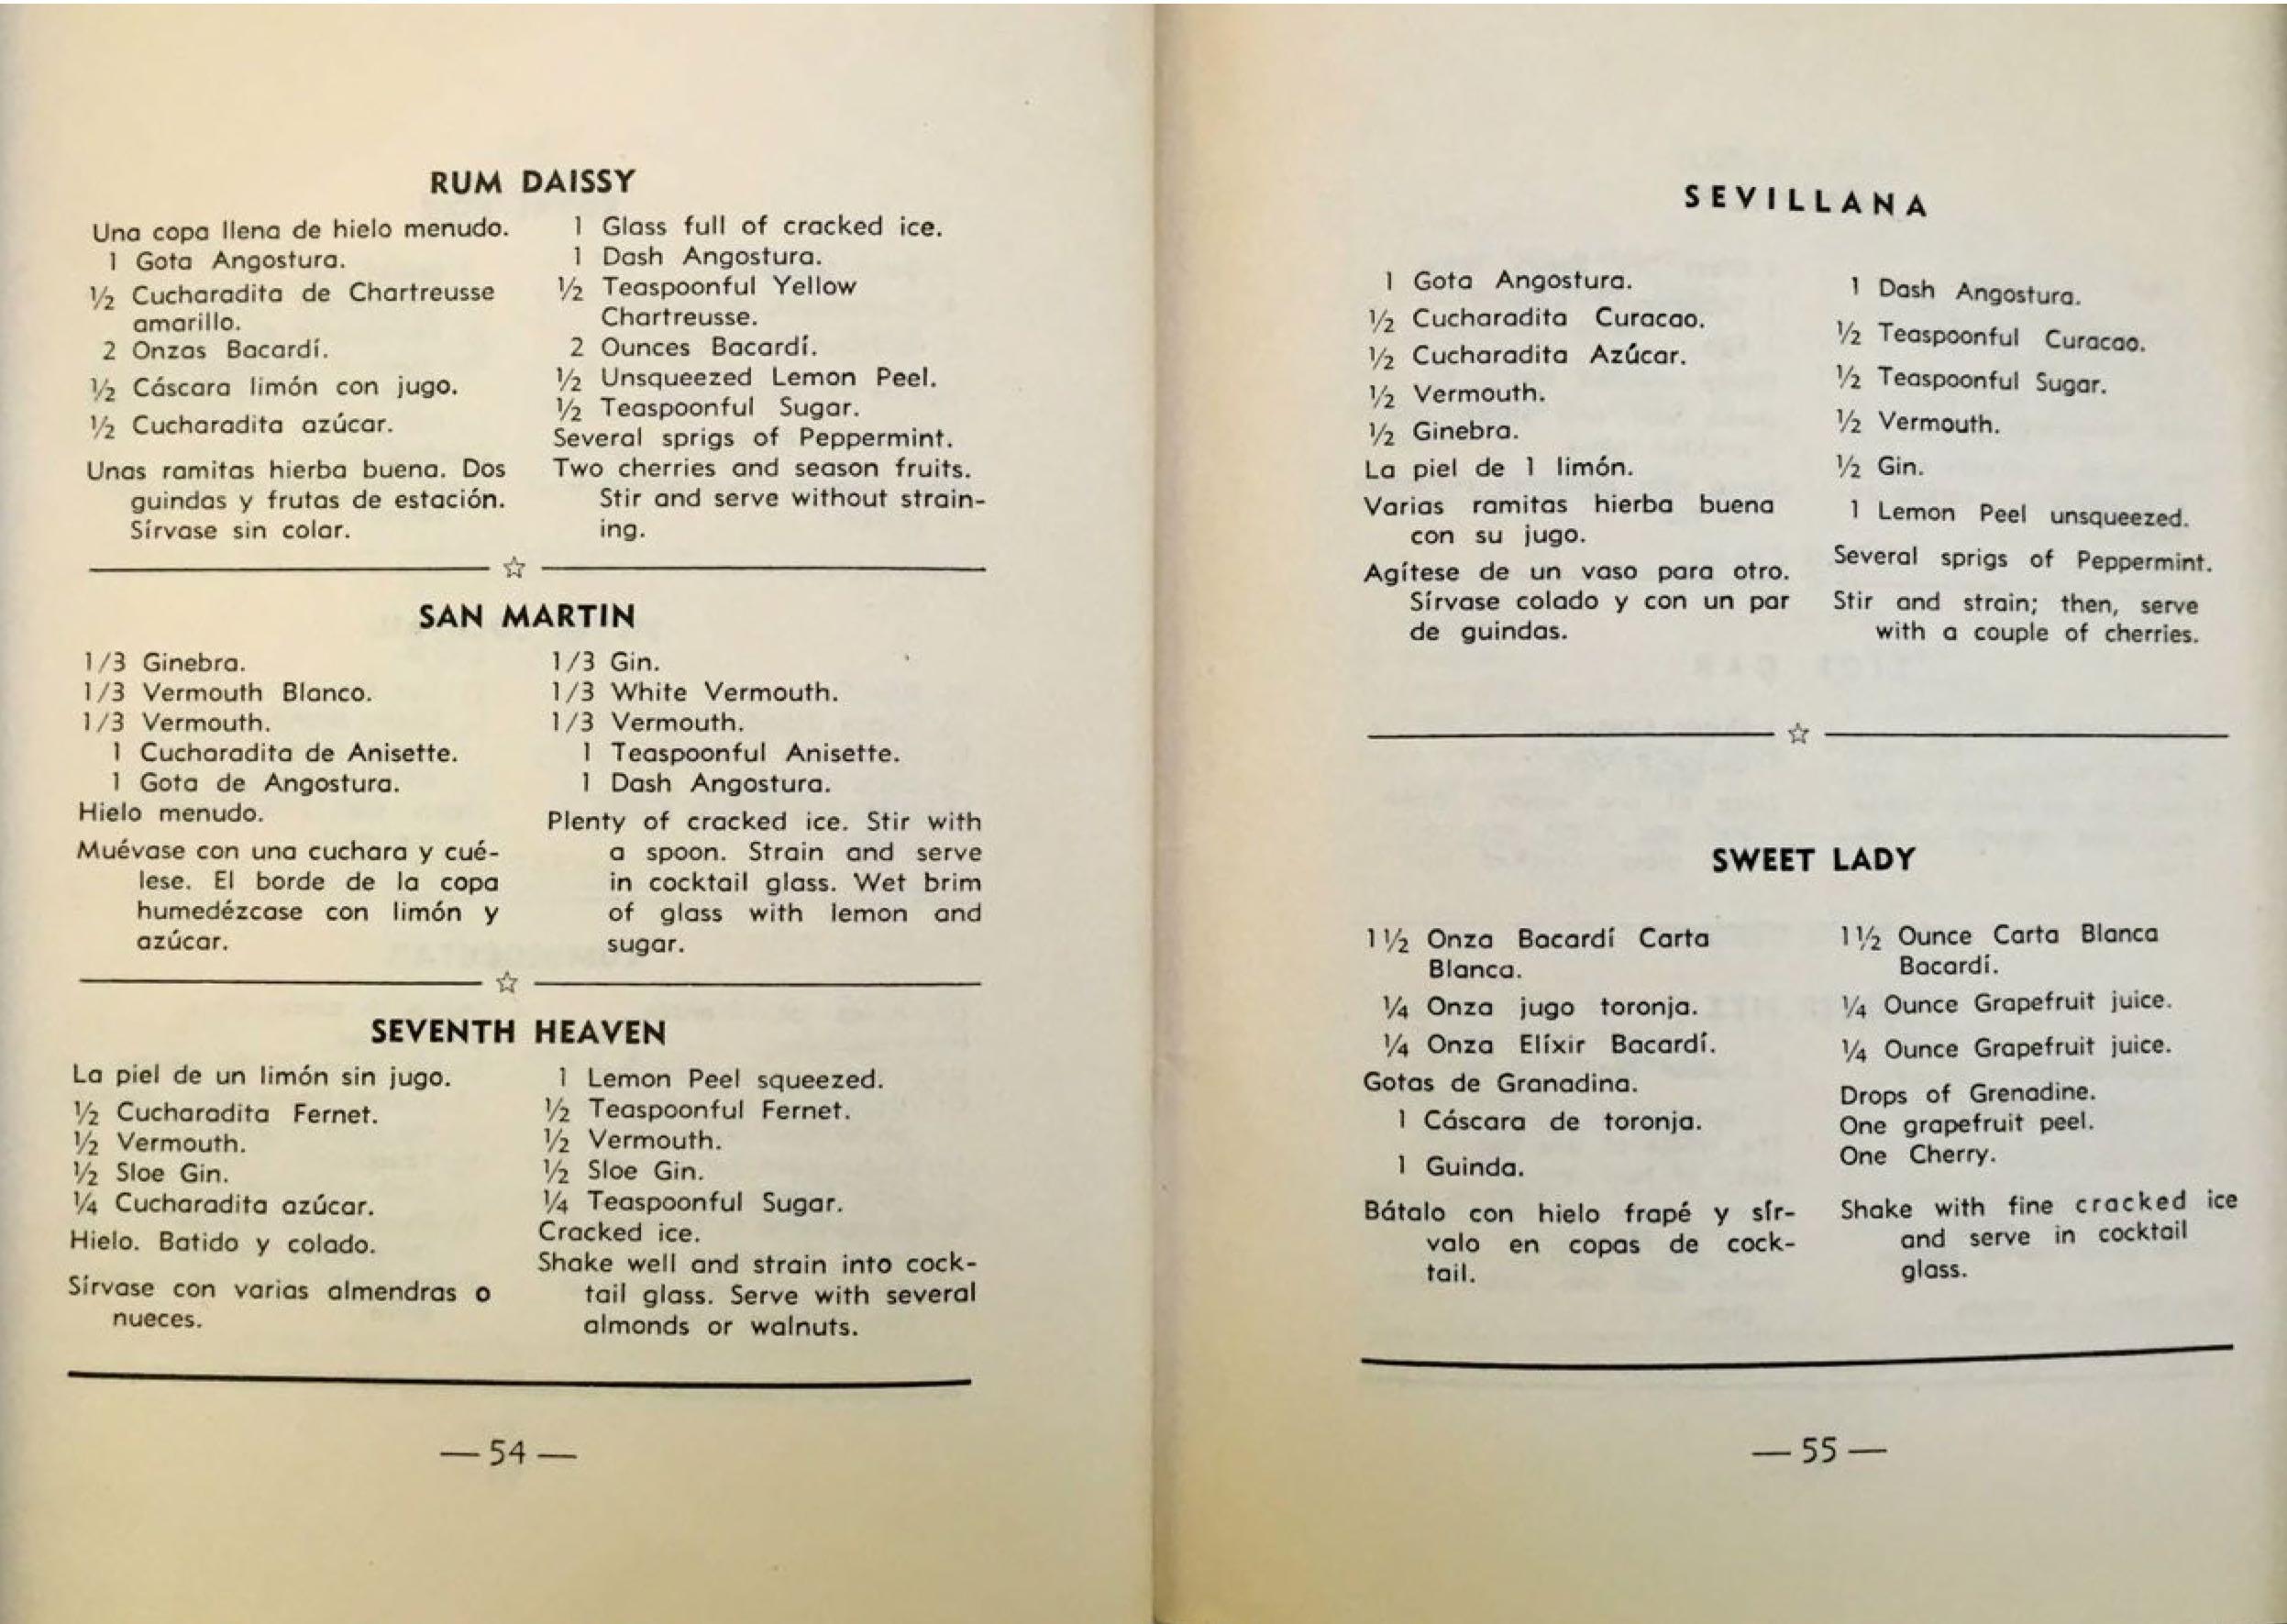 RUM DAISSY
Una copa llena de hielo menudo.
1 Gota Angostura.
½ Cucharadita de Chartreusse
amarillo.
2 Onzas Bacardí.
½ Cáscara limón con jugo.
½ Cucharadita azúcar.
Unas ramitas hierba buena. Dos
guindas y frutas de estación.
Sírvase sin colar.
1 Glass full of cracked ice.
1 Dash Angostura.
½ Teaspoonful Yellow
Chartreusse.
2 Ounces Bacardí.
½ Unsqueezed Lemon Peel.
½ Teaspoonful Sugar.
Several sprigs of Peppermint.
Two cherries and season fruits.
Stir and serve without strain-
ing.
SAN MARTIN
1/3 Ginebra.
1/3 Vermouth Blanco.
1/3 Vermouth.
1 Cucharadita de Anisette.
1 Gota de Angostura.
Hielo menudo.
Muévase con una cuchara y cué-
lese. El borde de la copa
humedézcase con limón y
azúcar.
1/3 Gin.
1/3 White Vermouth.
1/3 Vermouth.
1 Teaspoonful Anisette.
1 Dash Angostura.
Plenty of cracked ice. Stir with
a spoon. Strain and serve
in cocktail glass. Wet brim
of glass with lemon and
sugar.
SEVENTH HEAVEN
La piel de un limón sin jugo.
½ Cucharadita Fernet.
½ Vermouth.
½ Sloe Gin.
¼ Cucharadita azúcar.
Hielo. Batido y colado.
Sírvase con varias almendras o
nueces.
1 Lemon Peel squeezed.
½ Teaspoonful Fernet.
½ Vermouth.
½ Sloe Gin.
¼ Teaspoonful Sugar.
Cracked ice.
Shake well and strain into cock-
tail glass. Serve with several
almonds or walnuts.
— 54 —
SEVILLANA
1 Gota Angostura.
½ Cucharadita Curacao.
½ Cucharadita Azúcar.
½ Vermouth.
½ Ginebra.
La piel de 1 limón.
Varias ramitas hierba buena
con su jugo.
Agítese de un vaso para otro.
Sírvase colado y con un par
de guindas.
1 Dash Angostura.
½ Teaspoonful Curacao.
½ Teaspoonful Sugar.
½ Vermouth.
½ Gin.
1 Lemon Peel unsqueezed.
Several sprigs of Peppermint.
Stir and strain; then, serve
with a couple of cherries.
SWEET LADY
1½ Onza Bacardí Carta
Blanca.
¼ Onza jugo toronja.
¼ Onza Elíxir Bacardí.
Gotas de Granadina.
1 Cáscara de toronja.
1 Guinda.
Bátalo con hielo frapé y sír-
valo en copas de cock-
tail.
1½ Ounce Carta Blanca
Bacardí.
¼ Ounce Grapefruit juice.
¼ Ounce Grapefruit juice.
Drops of Grenadine.
One grapefruit peel.
One Cherry.
Shake with fine cracked ice
and serve in cocktail
glass.
— 55 —